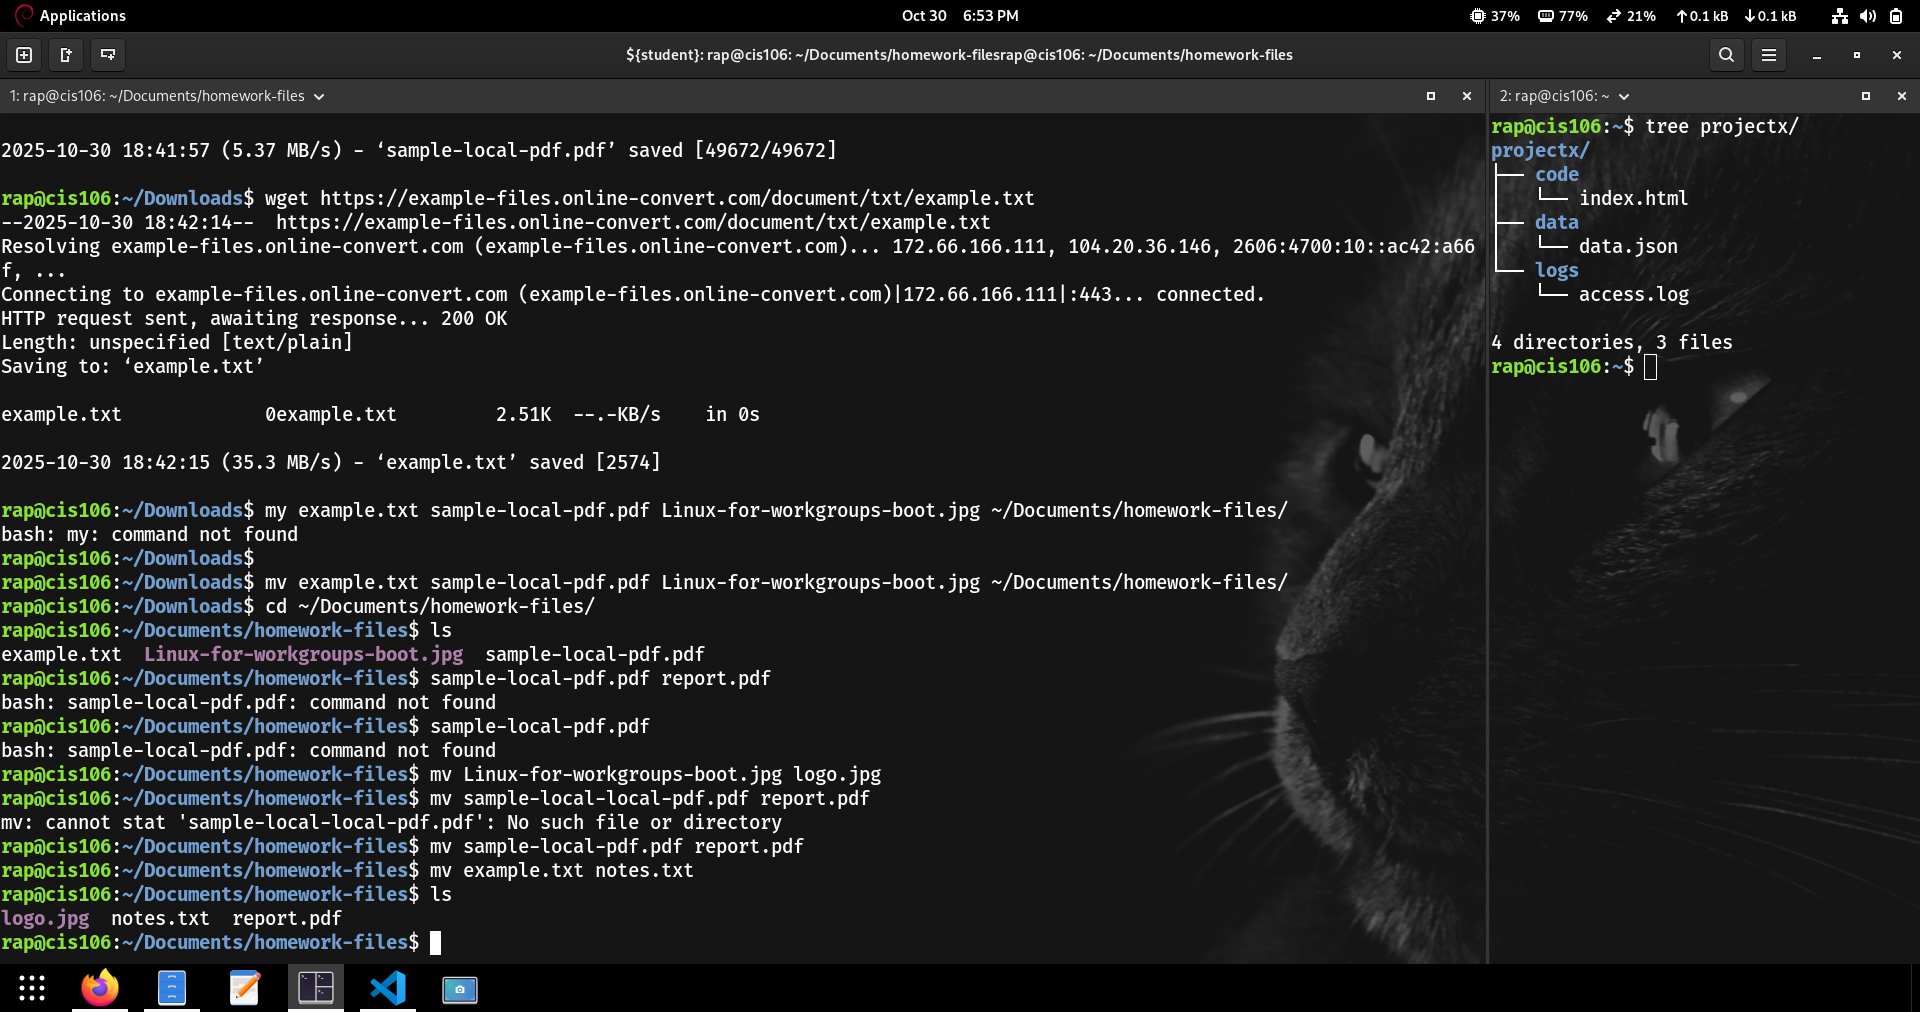 Applications
Oct 30 6:53 PM
37% 77% 21% ↑0.1 kB ↓0.1 kB
${student}: rap@cis106: ~/Documents/homework-filesrap@cis106: ~/Documents/homework-files
1: rap@cis106: ~/Documents/homework-files
2025-10-30 18:41:57 (5.37 MB/s) - ‘sample-local-pdf.pdf’ saved [49672/49672]
rap@cis106:~/Downloads$ wget https://example-files.online-convert.com/document/txt/example.txt
--2025-10-30 18:42:14--  https://example-files.online-convert.com/document/txt/example.txt
Resolving example-files.online-convert.com (example-files.online-convert.com)... 172.66.166.111, 104.20.36.146, 2606:4700:10::ac42:a66
f, ...
Connecting to example-files.online-convert.com (example-files.online-convert.com)|172.66.166.111|:443... connected.
HTTP request sent, awaiting response... 200 OK
Length: unspecified [text/plain]
Saving to: ‘example.txt’
example.txt             0example.txt         2.51K  --.-KB/s    in 0s
2025-10-30 18:42:15 (35.3 MB/s) - ‘example.txt’ saved [2574]
rap@cis106:~/Downloads$ my example.txt sample-local-pdf.pdf Linux-for-workgroups-boot.jpg ~/Documents/homework-files/
bash: my: command not found
rap@cis106:~/Downloads$
rap@cis106:~/Downloads$ mv example.txt sample-local-pdf.pdf Linux-for-workgroups-boot.jpg ~/Documents/homework-files/
rap@cis106:~/Downloads$ cd ~/Documents/homework-files/
rap@cis106:~/Documents/homework-files$ ls
example.txt  Linux-for-workgroups-boot.jpg  sample-local-pdf.pdf
rap@cis106:~/Documents/homework-files$ sample-local-pdf.pdf report.pdf
bash: sample-local-pdf.pdf: command not found
rap@cis106:~/Documents/homework-files$ sample-local-pdf.pdf
bash: sample-local-pdf.pdf: command not found
rap@cis106:~/Documents/homework-files$ mv Linux-for-workgroups-boot.jpg logo.jpg
rap@cis106:~/Documents/homework-files$ mv sample-local-local-pdf.pdf report.pdf
mv: cannot stat 'sample-local-local-pdf.pdf': No such file or directory
rap@cis106:~/Documents/homework-files$ mv sample-local-pdf.pdf report.pdf
rap@cis106:~/Documents/homework-files$ mv example.txt notes.txt
rap@cis106:~/Documents/homework-files$ ls
logo.jpg  notes.txt  report.pdf
rap@cis106:~/Documents/homework-files$
2: rap@cis106: ~
rap@cis106:~$ tree projectx/
projectx/
├── code
│   └── index.html
├── data
│   └── data.json
└── logs
    └── access.log
4 directories, 3 files
rap@cis106:~$